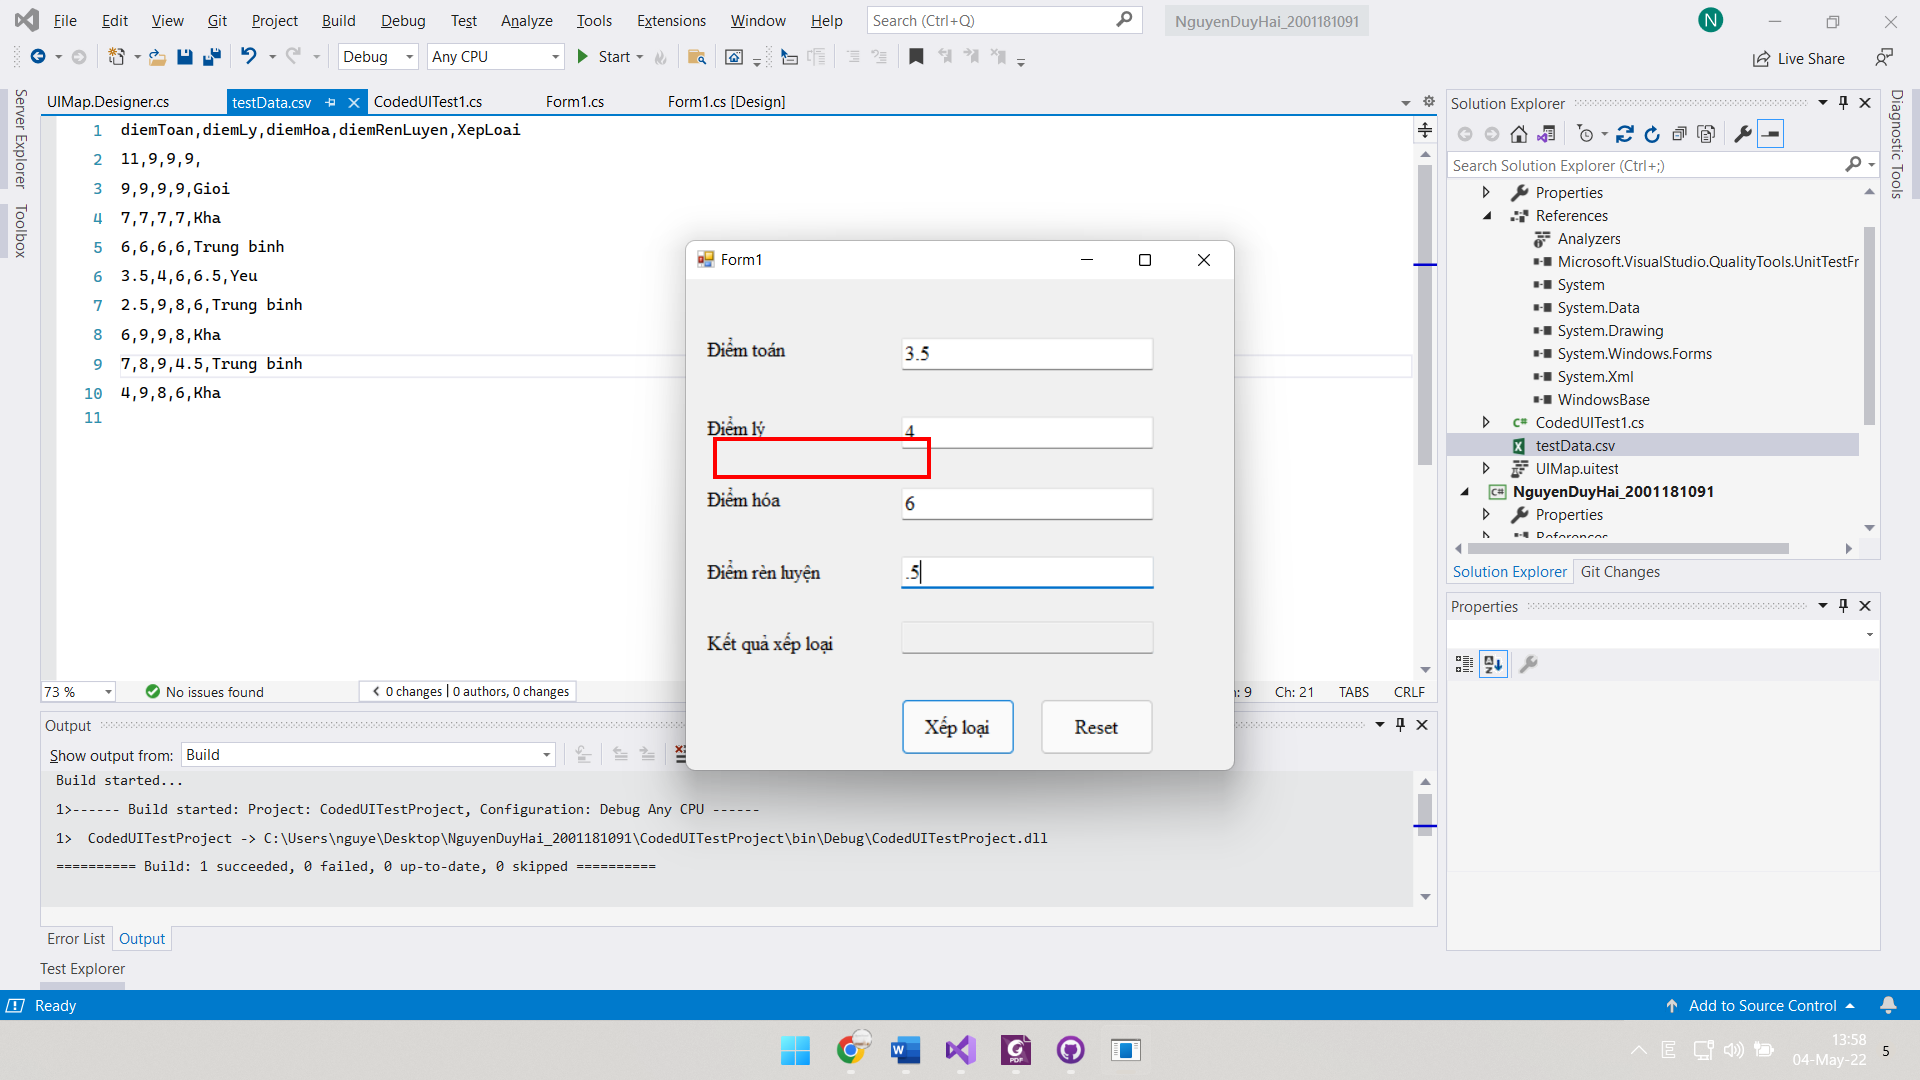 File Edit View Git Project Build Debug Test Analyze Tools Extensions Window Help Search (Ctrl+Q) NguyenDuyHai_2001181091 N
Debug Any CPU Start Live Share
Server Explorer
Toolbox
UIMap.Designer.cs testData.csv CodedUITest1.cs Form1.cs Form1.cs [Design]
1 diemToan,diemLy,diemHoa,diemRenLuyen,XepLoai
2 11,9,9,9,
3 9,9,9,9,Gioi
4 7,7,7,7,Kha
5 6,6,6,6,Trung binh
6 3.5,4,6,6.5,Yeu
7 2.5,9,8,6,Trung binh
8 6,9,9,8,Kha
9 7,8,9,4.5,Trung binh
10 4,9,8,6,Kha
11
73 % No issues found 0 changes | 0 authors, 0 changes : 9 Ch: 21 TABS CRLF
Form1
Điểm toán 3.5
Điểm lý 4
Điểm hóa 6
Điểm rèn luyện .5
Kết quả xếp loại
Xếp loại Reset
Output
Show output from: Build
Build started...
1>------ Build started: Project: CodedUITestProject, Configuration: Debug Any CPU ------
1>  CodedUITestProject -> C:\Users\nguye\Desktop\NguyenDuyHai_2001181091\CodedUITestProject\bin\Debug\CodedUITestProject.dll
========== Build: 1 succeeded, 0 failed, 0 up-to-date, 0 skipped ==========
Error List Output
Test Explorer
Solution Explorer
Search Solution Explorer (Ctrl+;)
Properties
References
Analyzers
Microsoft.VisualStudio.QualityTools.UnitTestFr
System
System.Data
System.Drawing
System.Windows.Forms
System.Xml
WindowsBase
CodedUITest1.cs
testData.csv
UIMap.uitest
NguyenDuyHai_2001181091
Properties
References
Solution Explorer Git Changes
Properties
Diagnostic Tools
Ready Add to Source Control
13:58
04-May-22 5